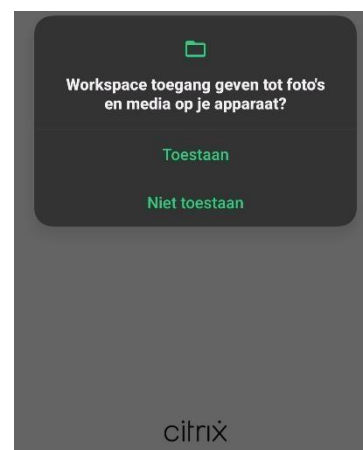 Workspace toegang geven tot foto's
en media op je apparaat?
Toestaan
Niet toestaan
citrix